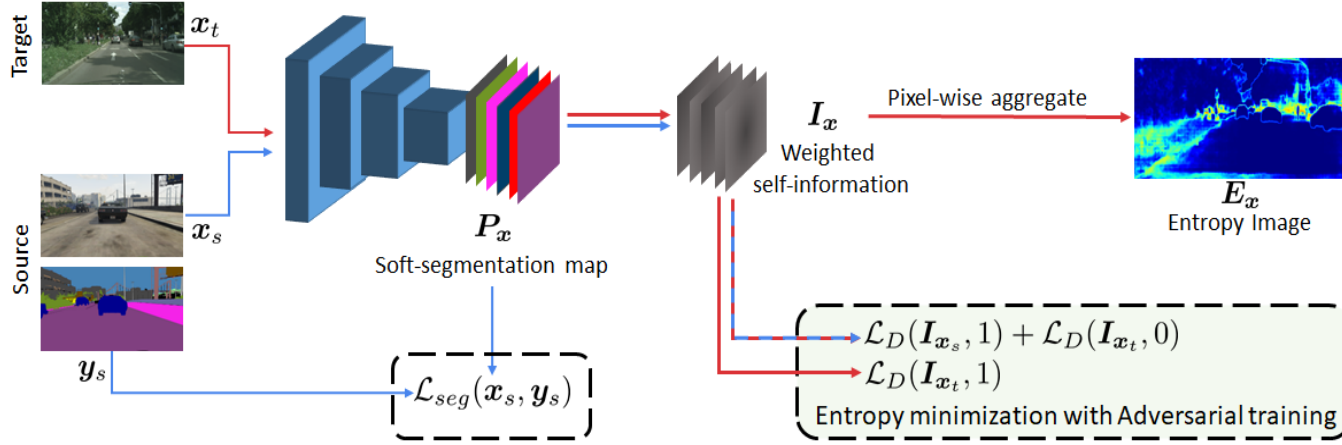 Target
x_t
Source
x_s
y_s
P_x
Soft-segmentation map
L_seg(x_s, y_s)
I_x
Weighted
self-information
Pixel-wise aggregate
E_x
Entropy Image
L_D(I_{x_s}, 1) + L_D(I_{x_t}, 0)
L_D(I_{x_t}, 1)
Entropy minimization with Adversarial training